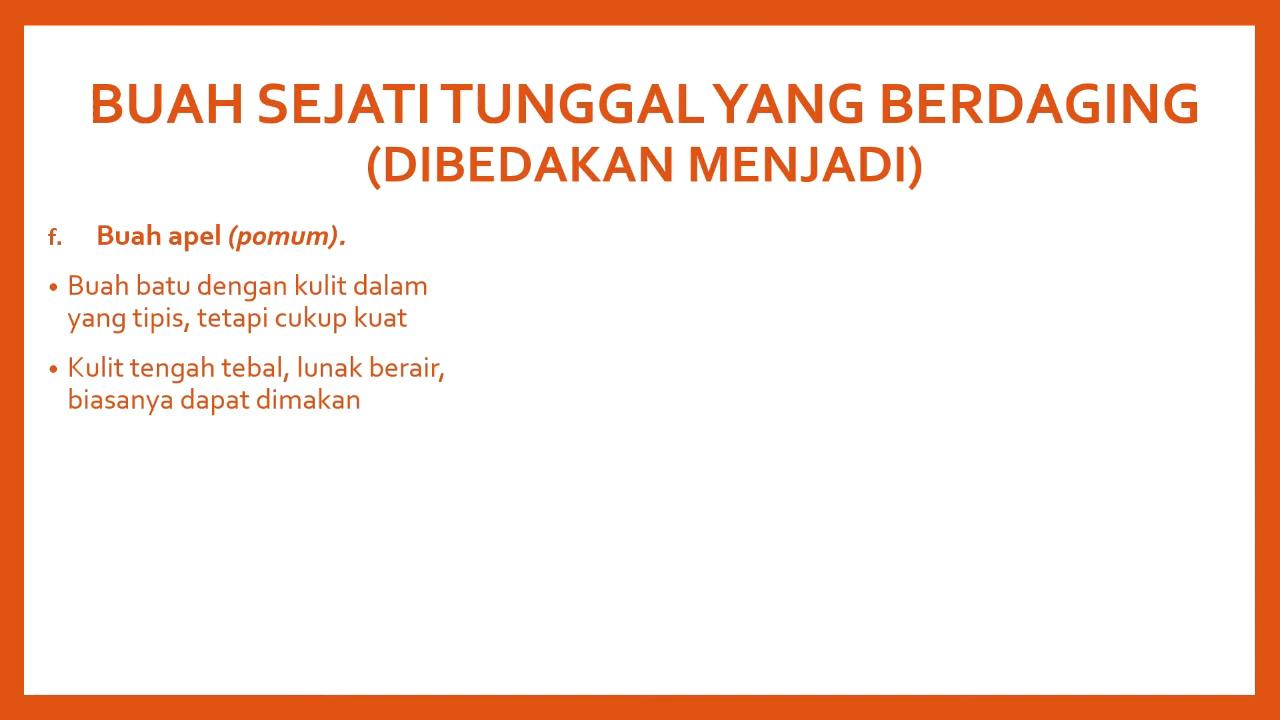 BUAH SEJATI TUNGGAL YANG BERDAGING
(DIBEDAKAN MENJADI)
f. Buah apel (pomum).
• Buah batu dengan kulit dalam
yang tipis, tetapi cukup kuat
• Kulit tengah tebal, lunak berair,
biasanya dapat dimakan